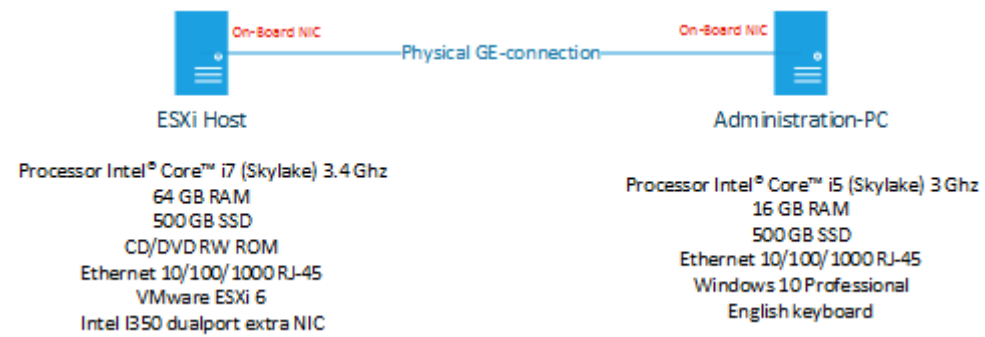 On-Board NIC
On-Board NIC
Physical GE-connection
ESXi Host
Administration-PC
Processor Intel® Core™ i7 (Skylake) 3.4 Ghz
64 GB RAM
500 GB SSD
CD/DVD RW ROM
Ethernet 10/100/1000 RJ-45
VMware ESXi 6
Intel I350 dualport extra NIC
Processor Intel® Core™ i5 (Skylake) 3 Ghz
16 GB RAM
500 GB SSD
Ethernet 10/100/1000 RJ-45
Windows 10 Professional
English keyboard